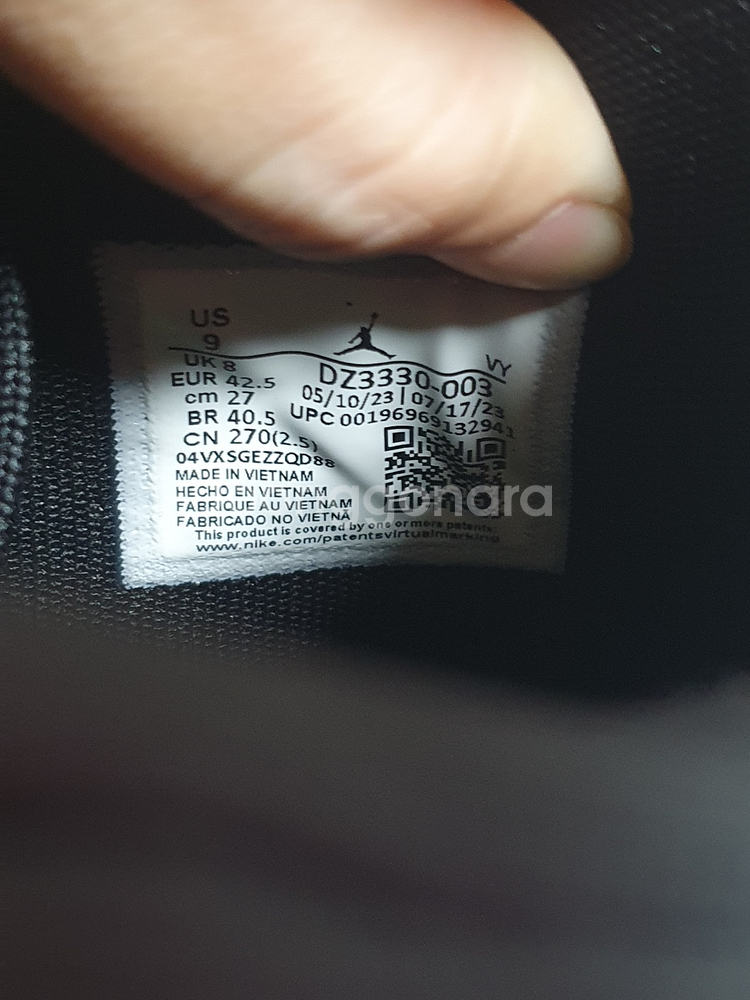 US
9
UK 8
EUR 42.5
cm 27
BR 40.5
CN 270(2.5)
VY
DZ3330-003
05/10/23 | 07/17/23
UPC 00196969132941
04VXSGEZZQD88
MADE IN VIETNAM
HECHO EN VIETNAM
FABRIQUE AU VIETNAM
FABRICADO NO VIETNÃ
This product is covered by one or more patents:
www.nike.com/patentsvirtualmarking